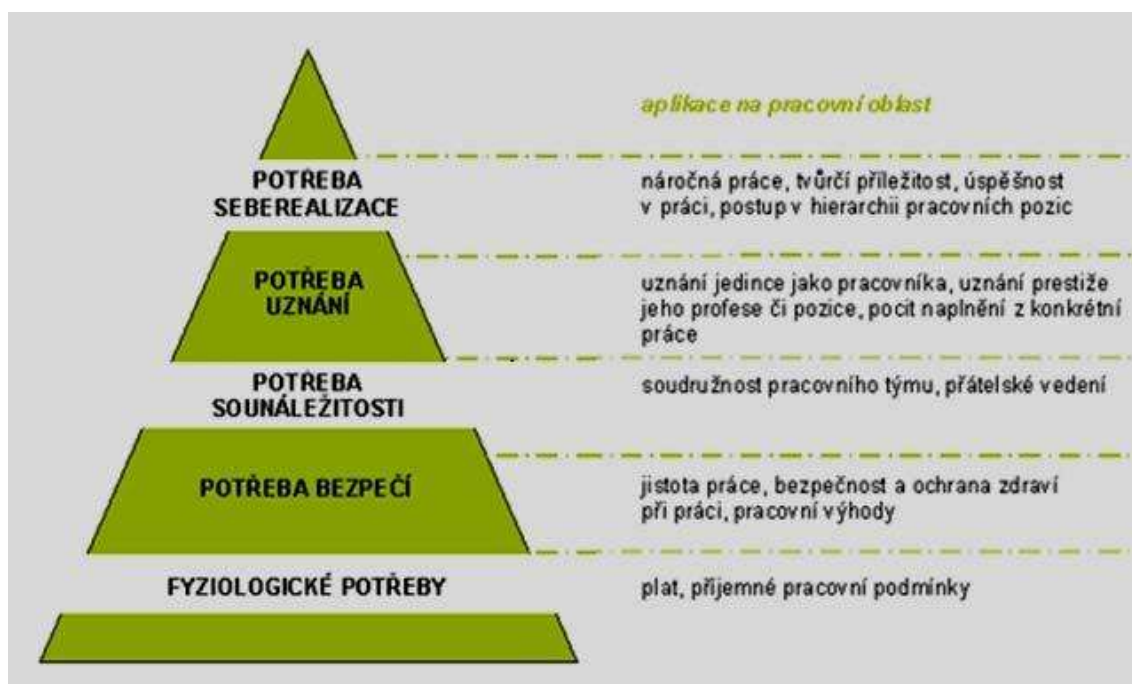 aplikace na pracovní oblast
POTŘEBA
SEBEREALIZACE
náročná práce, tvůrčí příležitost, úspěšnost
v práci, postup v hierarchii pracovních pozic
POTŘEBA
UZNÁNÍ
uznání jedince jako pracovníka, uznání prestiže
jeho profese či pozice, pocit naplnění z konkrétní
práce
POTŘEBA
SOUNÁLEŽITOSTI
soudružnost pracovního týmu, přátelské vedení
POTŘEBA BEZPEČÍ
jistota práce, bezpečnost a ochrana zdraví
při práci, pracovní výhody
FYZIOLOGICKÉ POTŘEBY
plat, příjemné pracovní podmínky